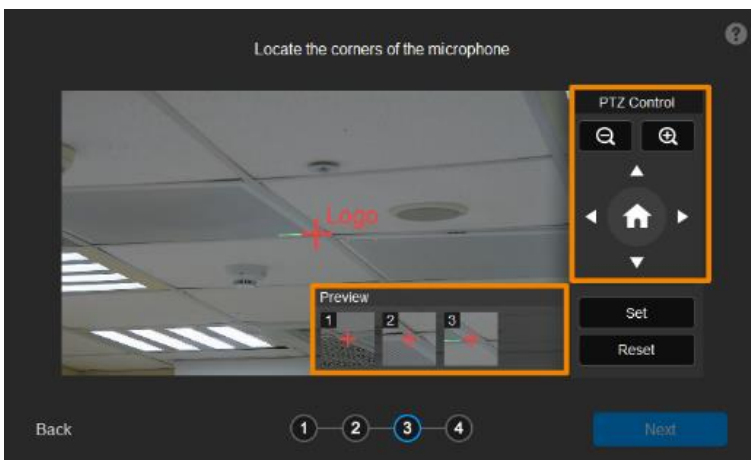 Locate the corners of the microphone
?
PTZ Control
Logo
Preview
1 2 3
Set
Reset
Back
1 2 3 4
Next